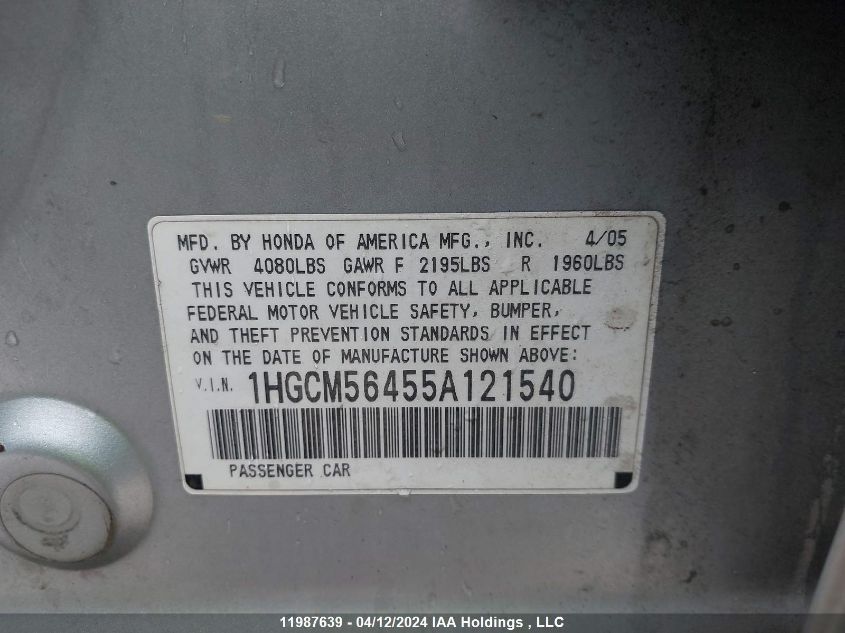 MFD. BY HONDA OF AMERICA MFG., INC. 4/05
GVWR 4080LBS GAWR F 2195LBS R 1960LBS
THIS VEHICLE CONFORMS TO ALL APPLICABLE
FEDERAL MOTOR VEHICLE SAFETY, BUMPER,
AND THEFT PREVENTION STANDARDS IN EFFECT
ON THE DATE OF MANUFACTURE SHOWN ABOVE:
V.I.N. 1HGCM56455A121540
PASSENGER CAR
11987639 - 04/12/2024 IAA Holdings , LLC